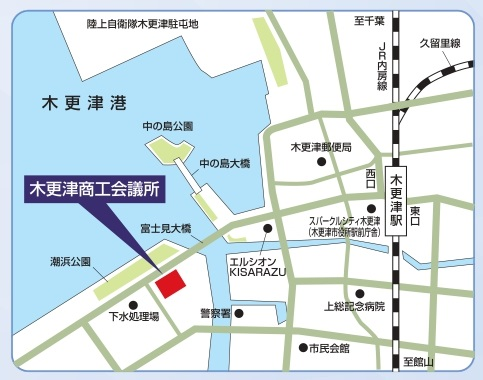 陸上自衛隊木更津駐屯地
至千葉
久留里線
JR内房線
木更津港
中の島公園
中の島大橋
木更津郵便局
西口
木更津駅
東口
木更津商工会議所
スパークルシティ木更津
(木更津市役所駅前庁舎)
富士見大橋
エルシオン
KISARAZU
潮浜公園
下水処理場
警察署
上総記念病院
市民会館
至館山